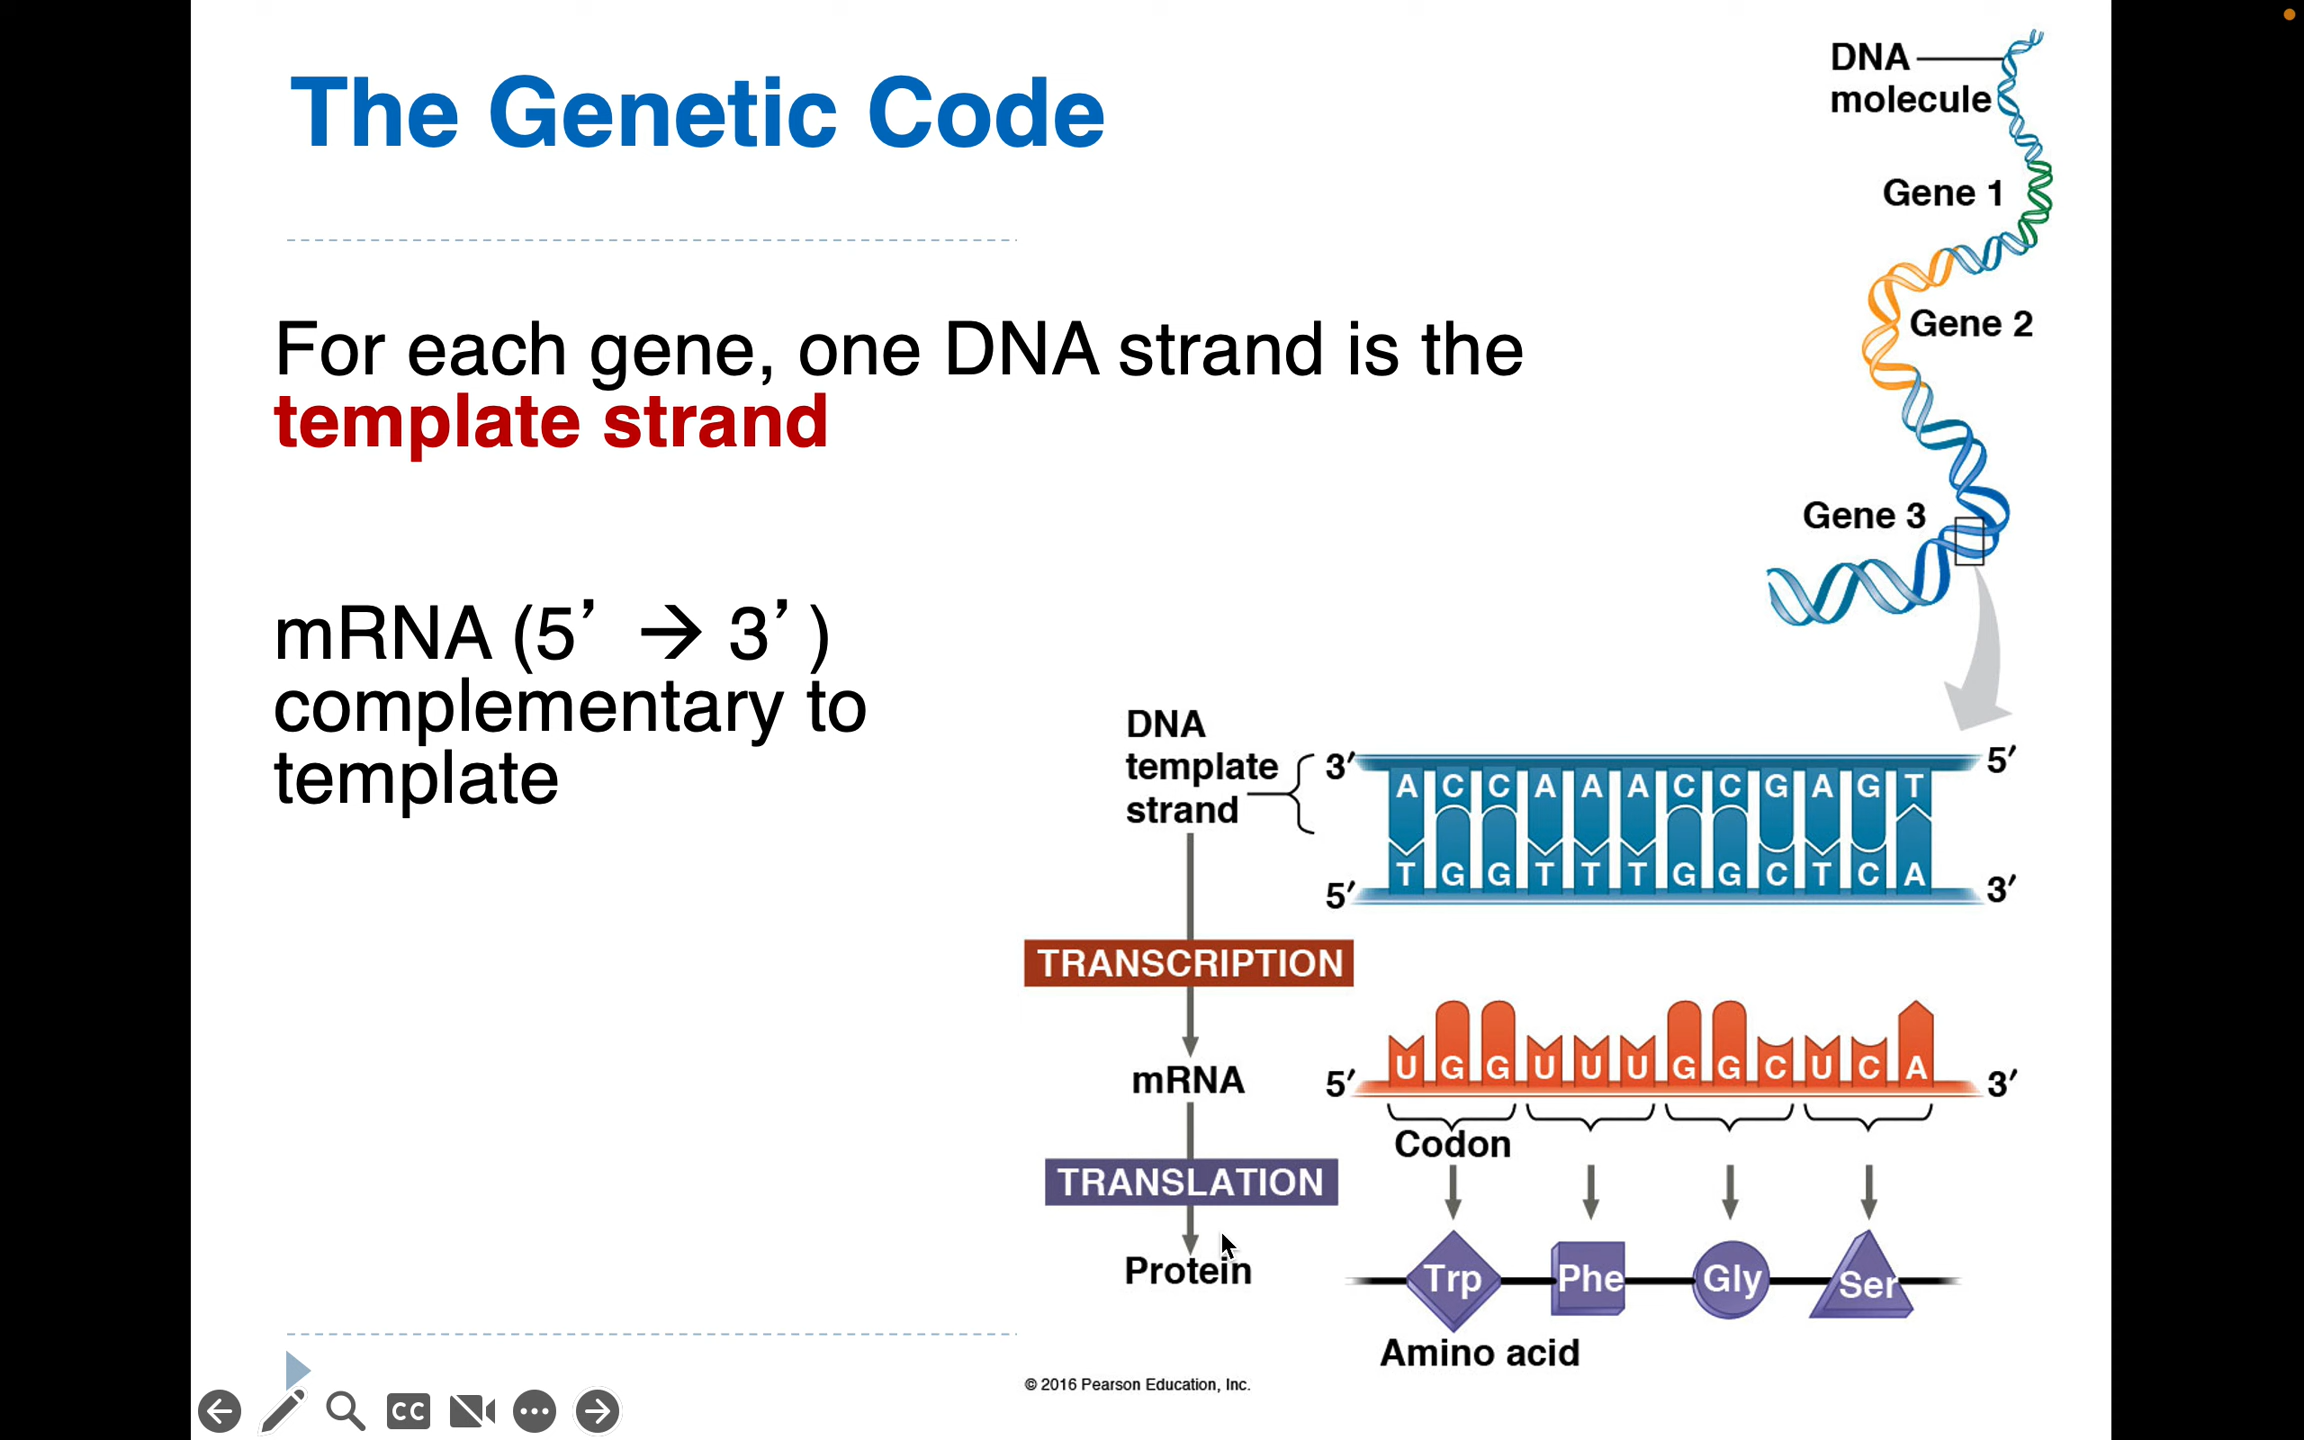 The Genetic Code
For each gene, one DNA strand is the
template strand
mRNA (5’ → 3’)
complementary to
template
DNA
molecule
Gene 1
Gene 2
Gene 3
DNA
template
strand
3′ A C C A A A C C G A G T 5′
5′ T G G T T T G G C T C A 3′
TRANSCRIPTION
mRNA
5′ U G G U U U G G C U C A 3′
Codon
TRANSLATION
Protein
Trp Phe Gly Ser
Amino acid
© 2016 Pearson Education, Inc.
CC